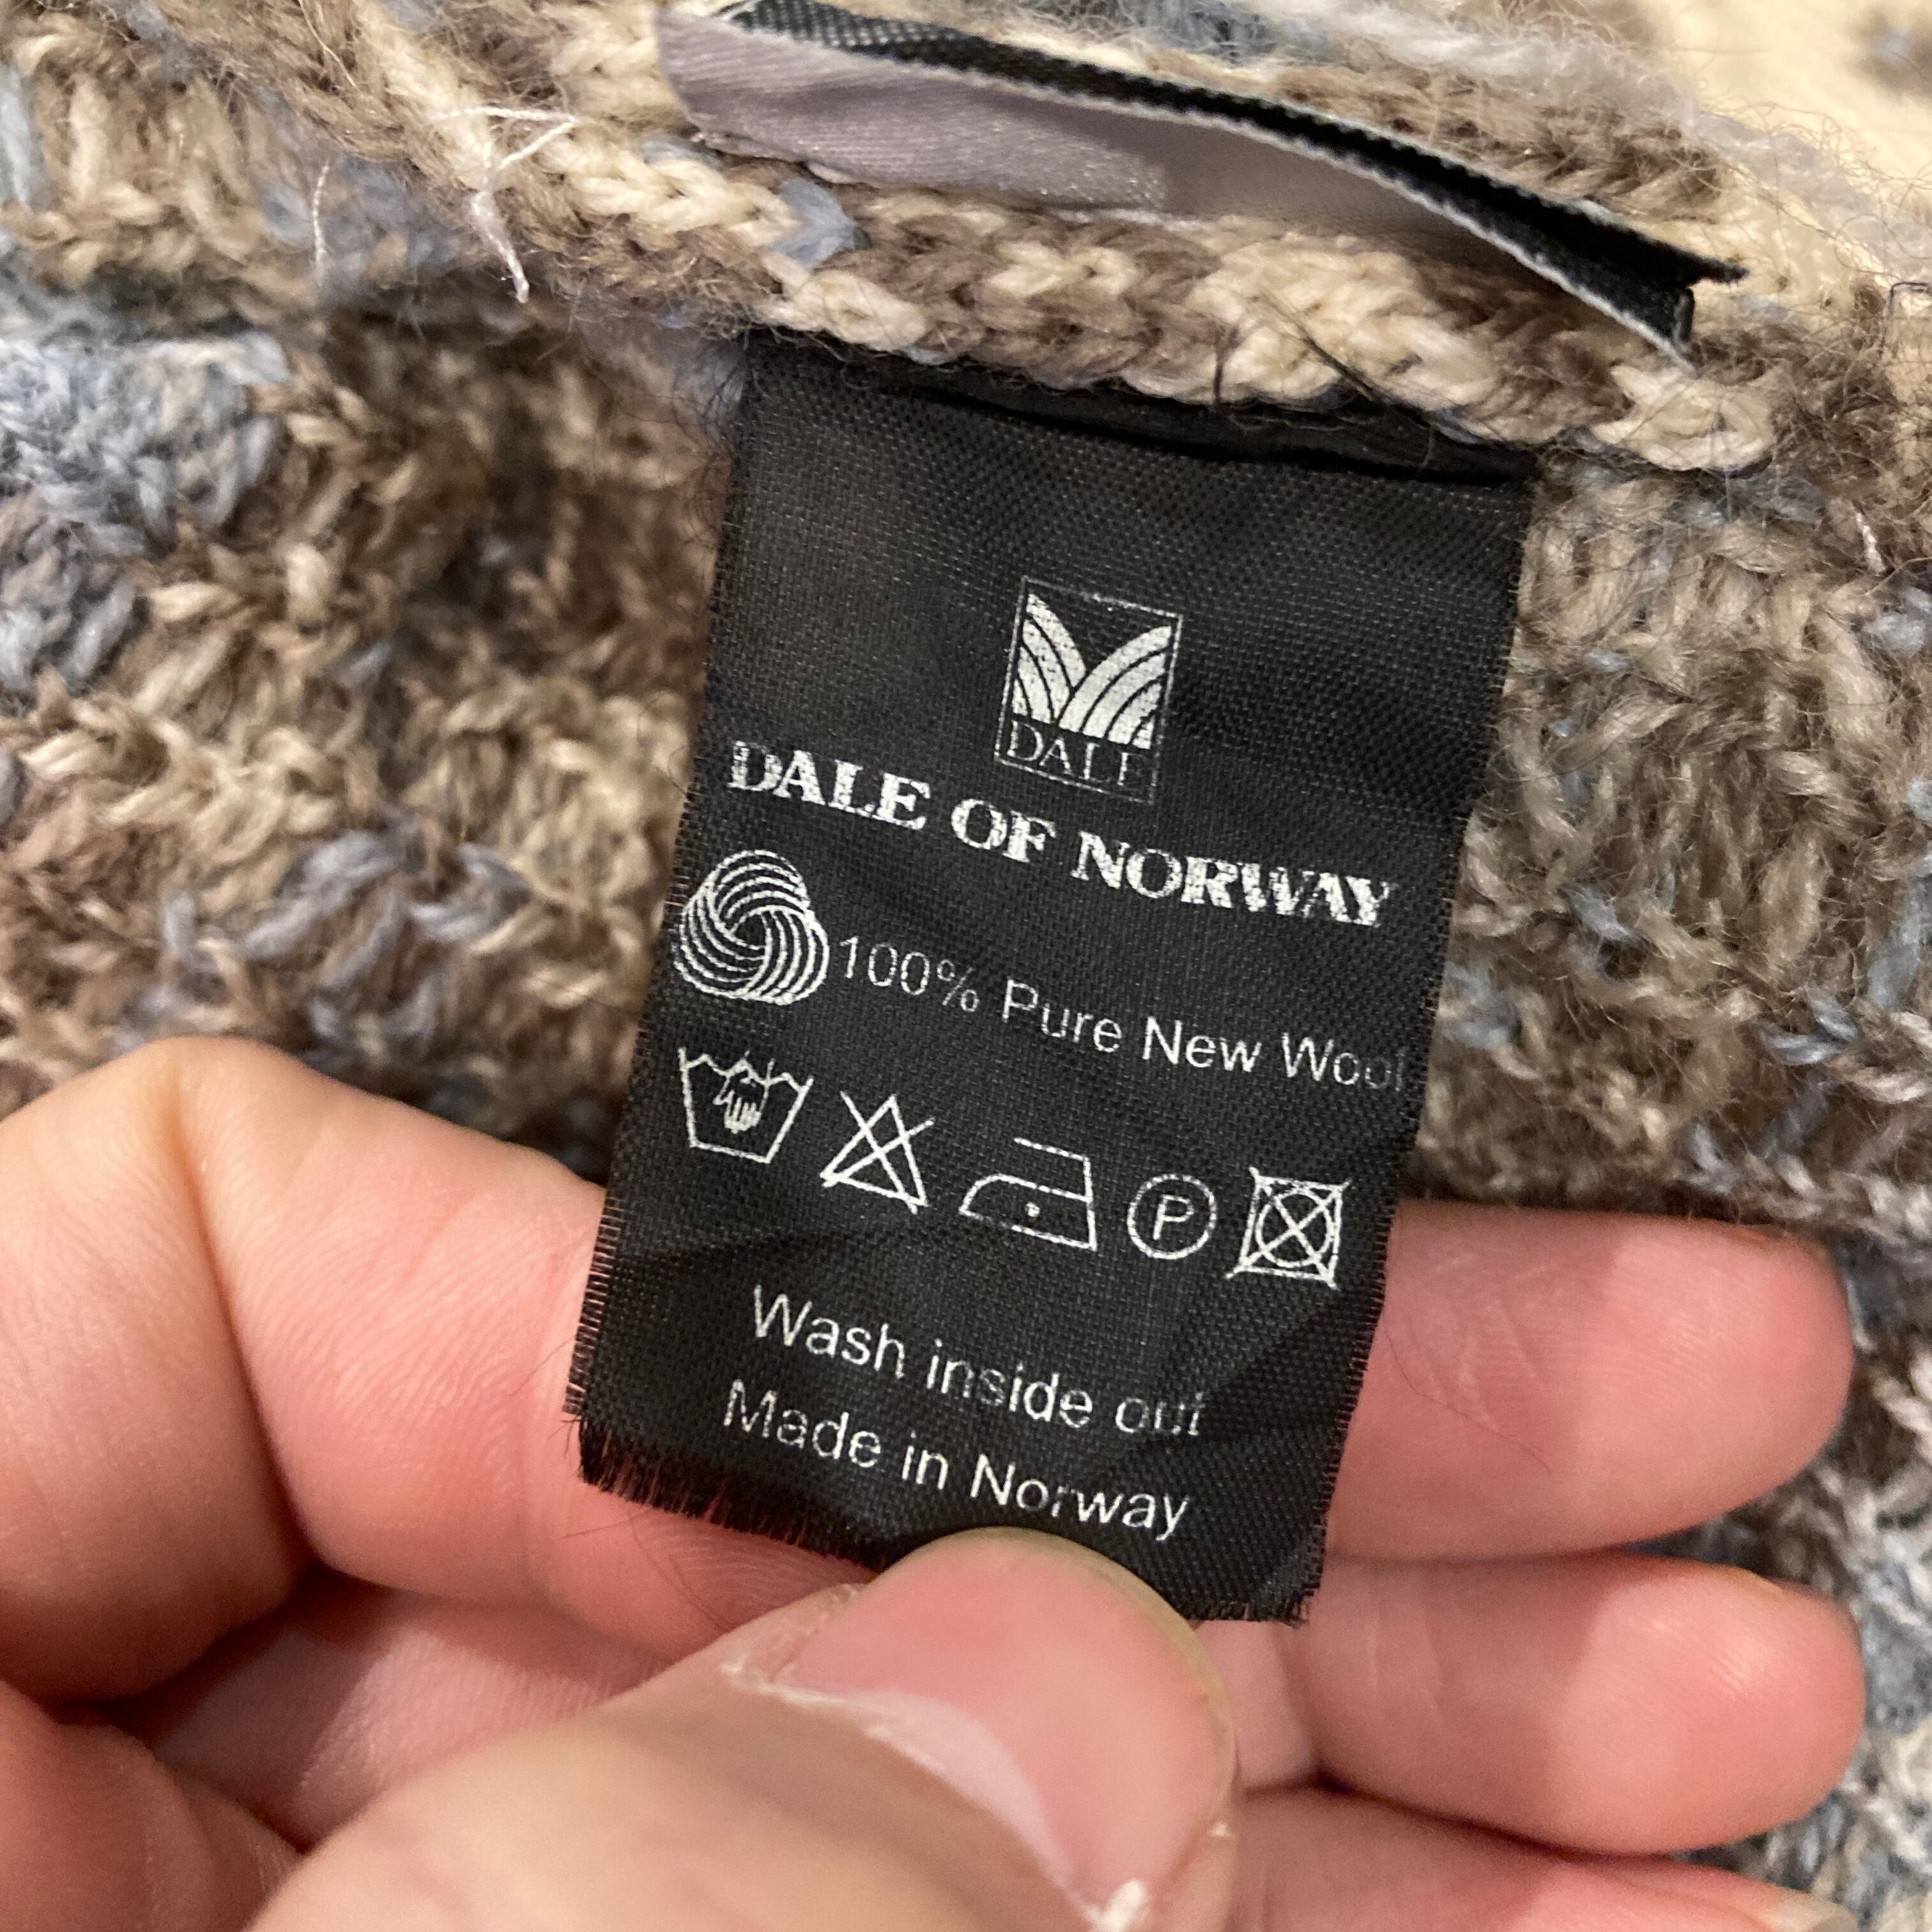 DALE
DALE OF NORWAY
100% Pure New Wool
P
Wash inside out
Made in Norway